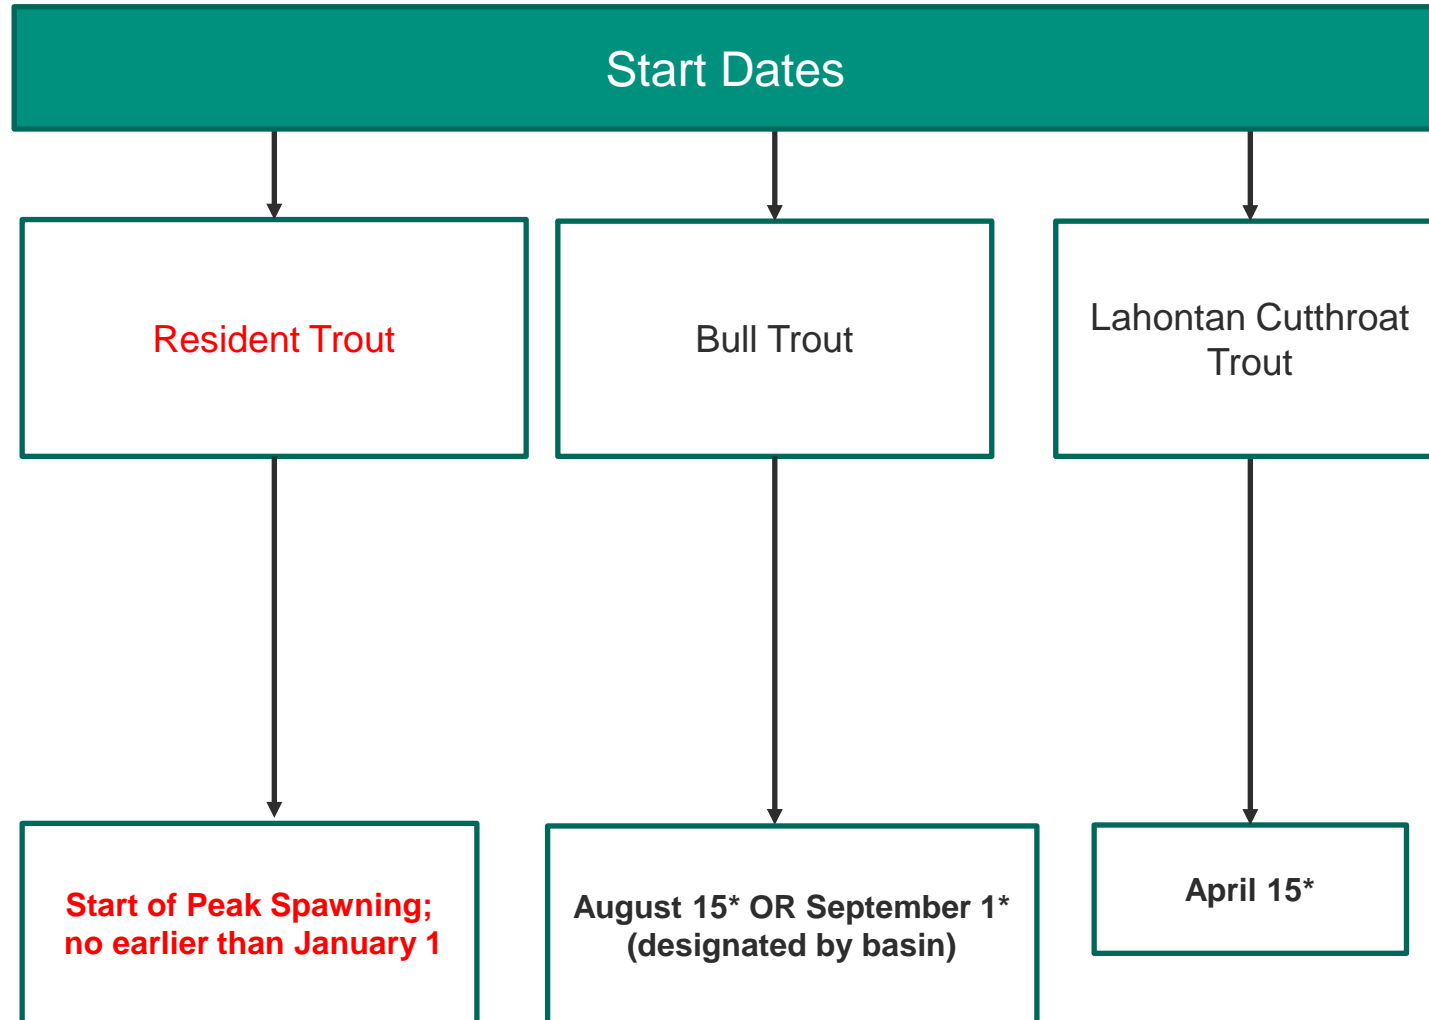 Start Dates
Resident Trout
Bull Trout
Lahontan Cutthroat
Trout
Start of Peak Spawning;
no earlier than January 1
August 15* OR September 1*
(designated by basin)
April 15*